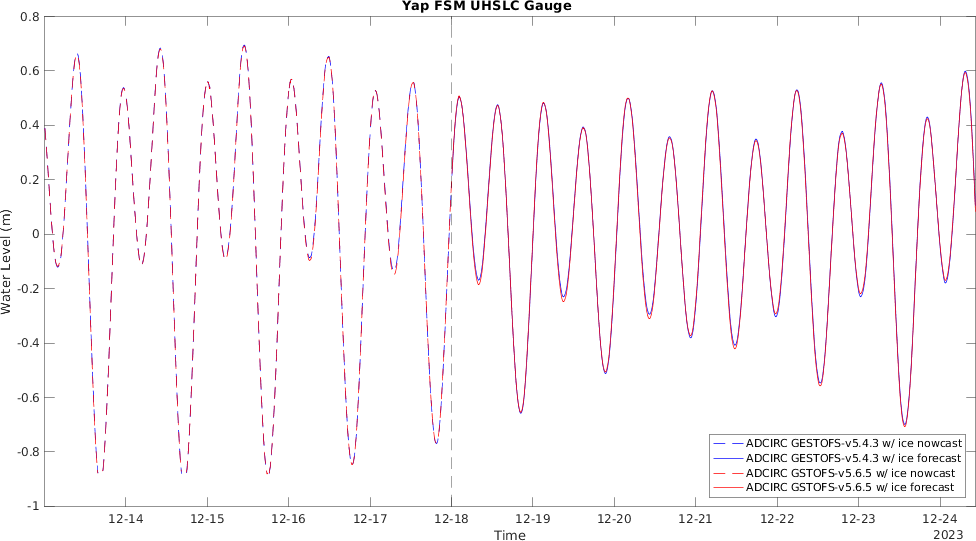 Yap FSM UHSLC Gauge
0.8
0.6
0.4
0.2
0
-0.2
-0.4
-0.6
-0.8
-1
Water Level (m)
ADCIRC GESTOFS-v5.4.3 w/ ice nowcast
ADCIRC GESTOFS-v5.4.3 w/ ice forecast
ADCIRC GSTOFS-v5.6.5 w/ ice nowcast
ADCIRC GSTOFS-v5.6.5 w/ ice forecast
12-14 12-15 12-16 12-17 12-18 12-19 12-20 12-21 12-22 12-23 12-24
Time
2023